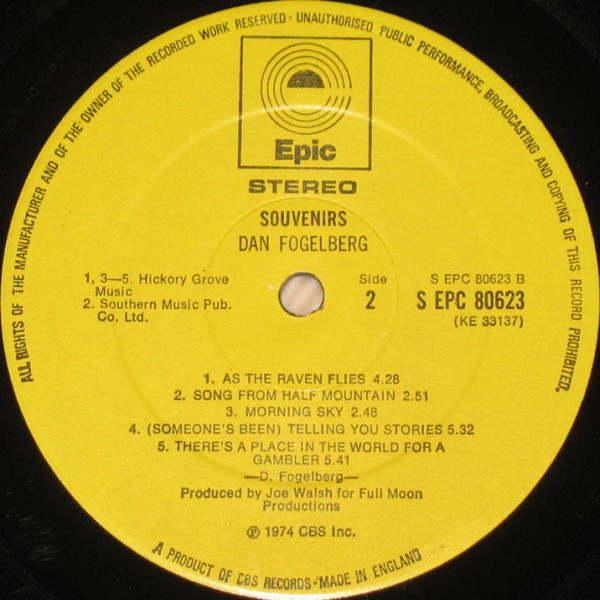 ALL RIGHTS OF THE MANUFACTURER AND OF THE OWNER OF THE RECORDED WORK RESERVED · UNAUTHORISED PUBLIC PERFORMANCE, BROADCASTING AND COPYING OF THIS RECORD PROHIBITED.
Epic
STEREO
SOUVENIRS
DAN FOGELBERG
1, 3—5. Hickory Grove
Music
2. Southern Music Pub.
Co. Ltd.
Side
2
S EPC 80623 B
S EPC 80623
(KE 33137)
1. AS THE RAVEN FLIES 4.28
2. SONG FROM HALF MOUNTAIN 2.51
3. MORNING SKY 2.48
4. (SOMEONE'S BEEN) TELLING YOU STORIES 5.32
5. THERE'S A PLACE IN THE WORLD FOR A
GAMBLER 5.41
—D. Fogelberg—
Produced by Joe Walsh for Full Moon
Productions
℗ 1974 CBS Inc.
A PRODUCT OF CBS RECORDS · MADE IN ENGLAND